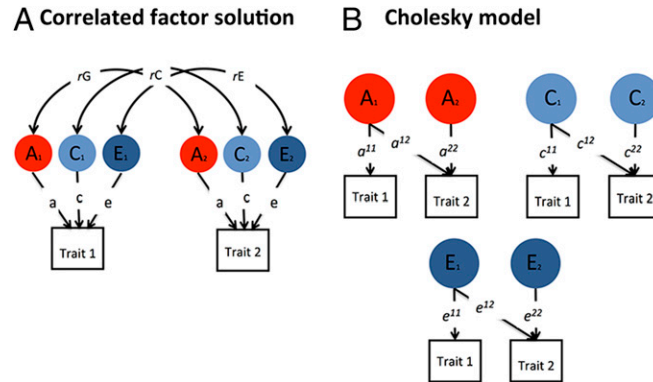 A Correlated factor solution
rG rC rE
A₁ C₁ E₁ A₂ C₂ E₂
a c e a c e
Trait 1 Trait 2
B Cholesky model
A₁ A₂ C₁ C₂
a¹¹ a¹² a²² c¹¹ c¹² c²²
Trait 1 Trait 2 Trait 1 Trait 2
E₁ E₂
e¹¹ e¹² e²²
Trait 1 Trait 2